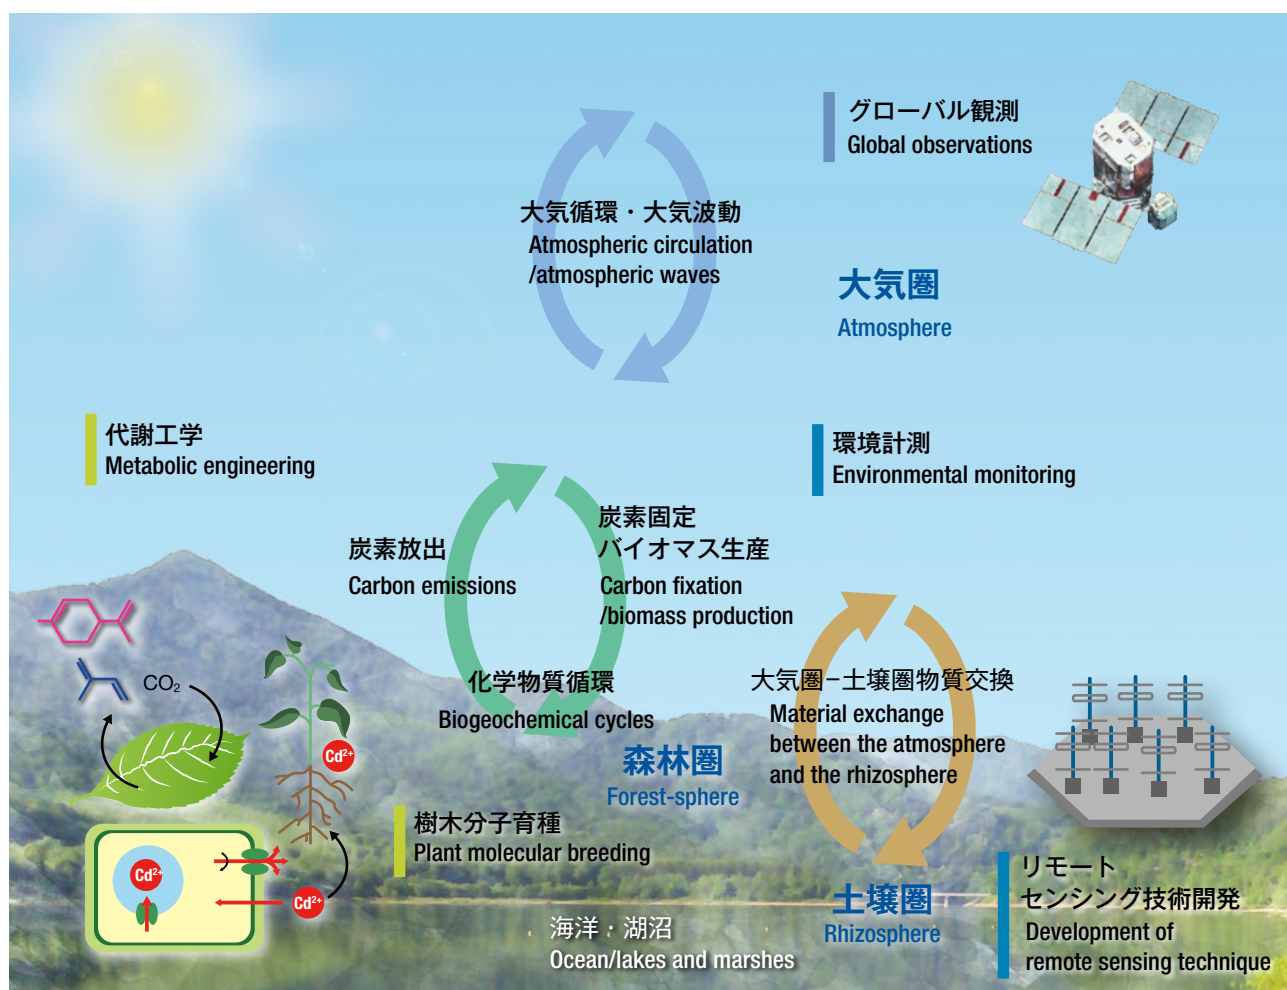 グローバル観測
Global observations
大気循環・大気波動
Atmospheric circulation
/atmospheric waves
大気圏
Atmosphere
代謝工学
Metabolic engineering
環境計測
Environmental monitoring
炭素放出
Carbon emissions
炭素固定
バイオマス生産
Carbon fixation
/biomass production
化学物質循環
Biogeochemical cycles
大気圏−土壌圏物質交換
Material exchange
between the atmosphere
and the rhizosphere
CO₂
Cd²⁺
森林圏
Forest-sphere
樹木分子育種
Plant molecular breeding
Cd²⁺
Cd²⁺
土壌圏
Rhizosphere
リモート
センシング技術開発
Development of
remote sensing technique
海洋・湖沼
Ocean/lakes and marshes